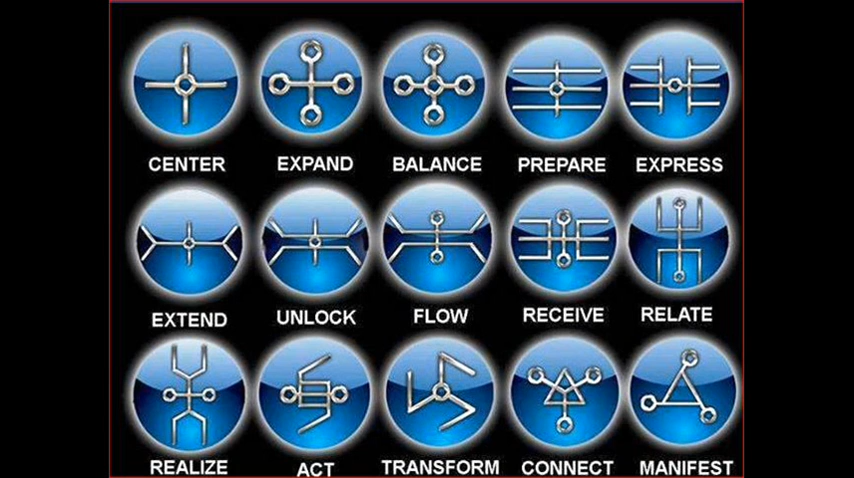 CENTER EXPAND BALANCE PREPARE EXPRESS
EXTEND UNLOCK FLOW RECEIVE RELATE
REALIZE ACT TRANSFORM CONNECT MANIFEST